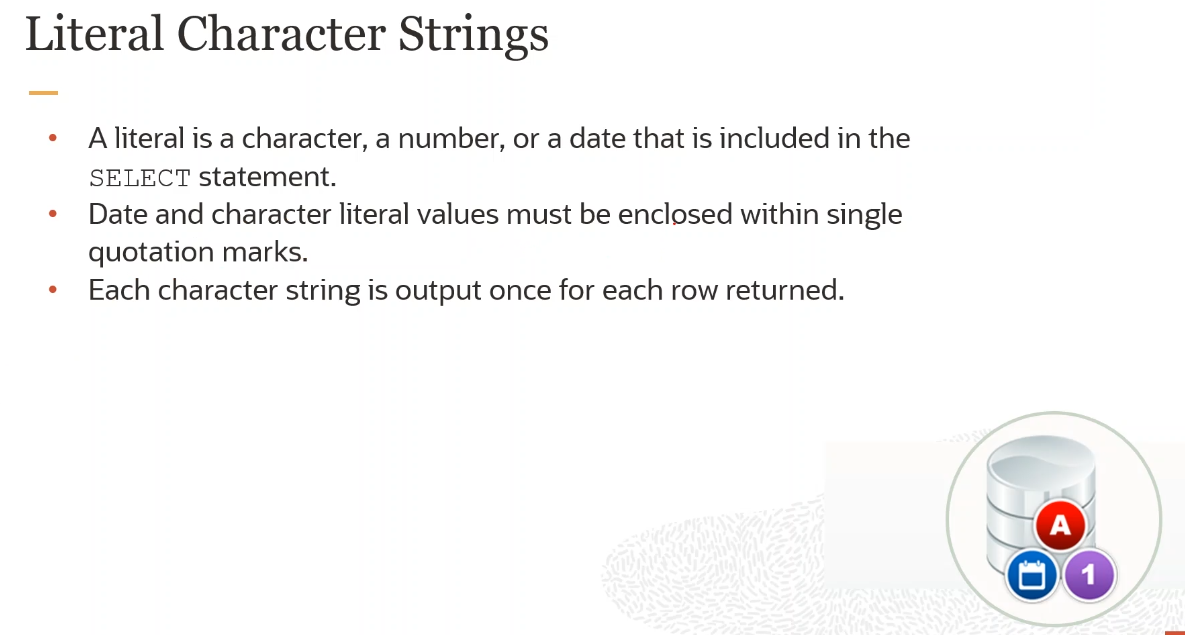 Literal Character Strings
• A literal is a character, a number, or a date that is included in the
SELECT statement.
• Date and character literal values must be enclosed within single
quotation marks.
• Each character string is output once for each row returned.
A
1